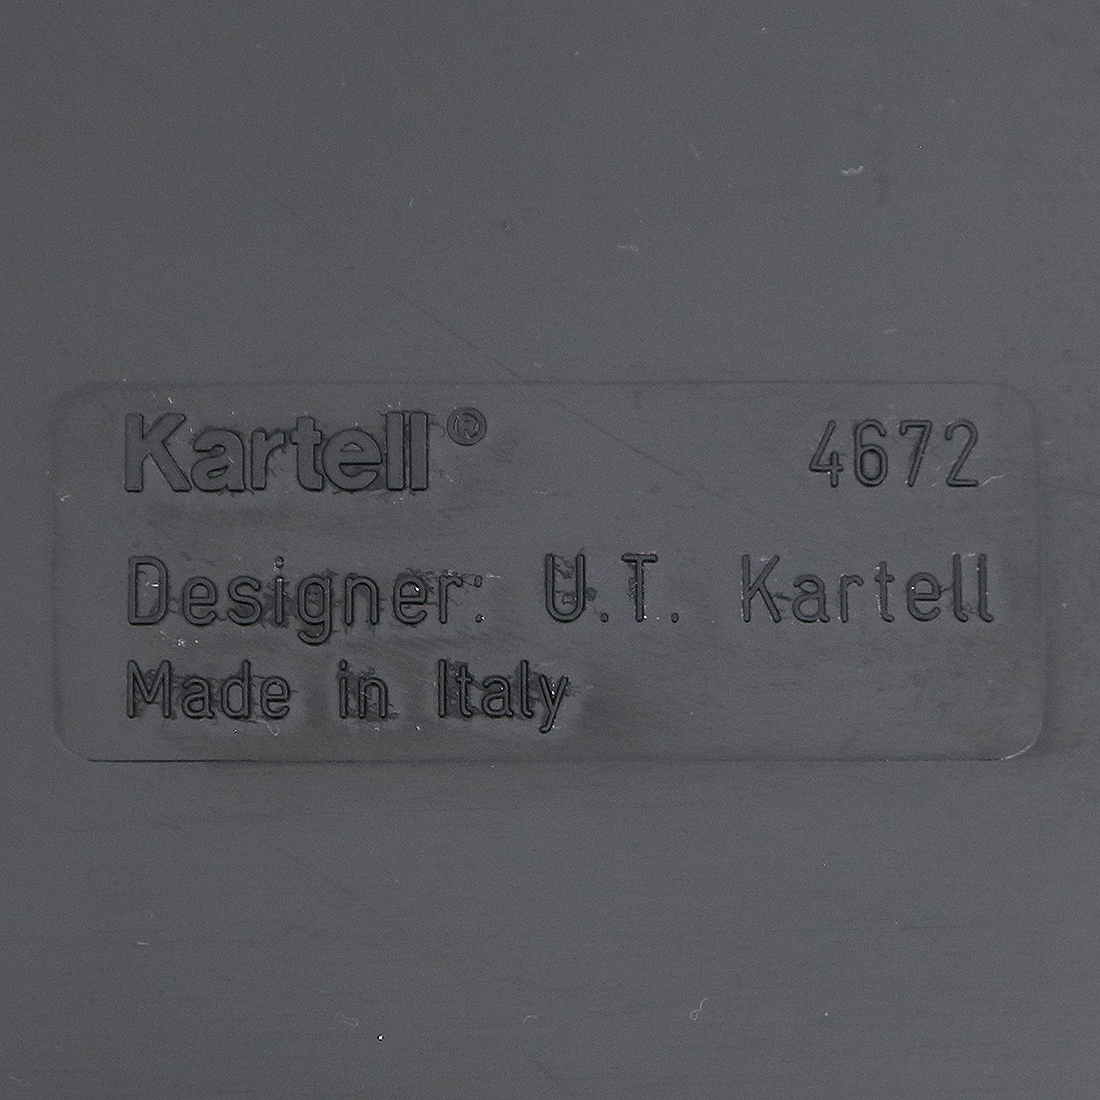 Kartell® 4672
Designer: U.T. Kartell
Made in Italy